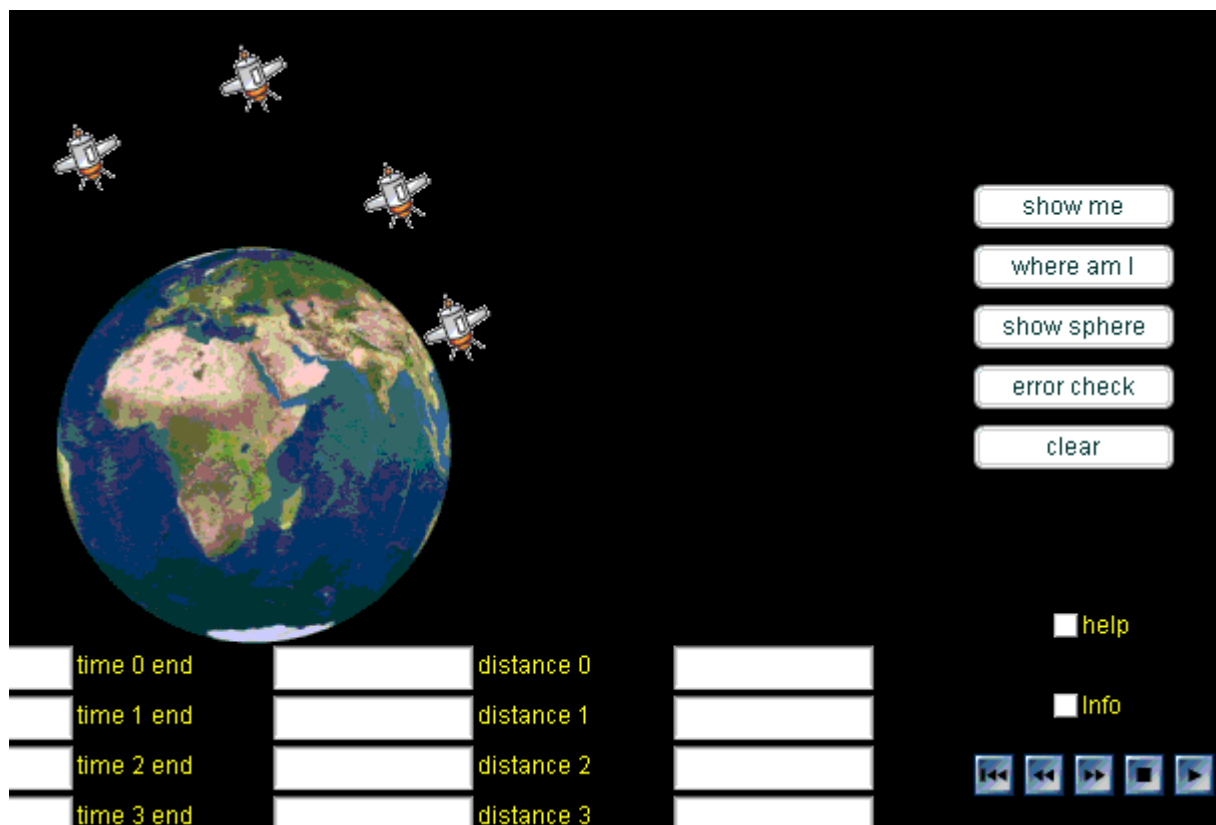 show me
where am I
show sphere
error check
clear
help
time 0 end distance 0
Info
time 1 end distance 1
time 2 end distance 2
time 3 end distance 3